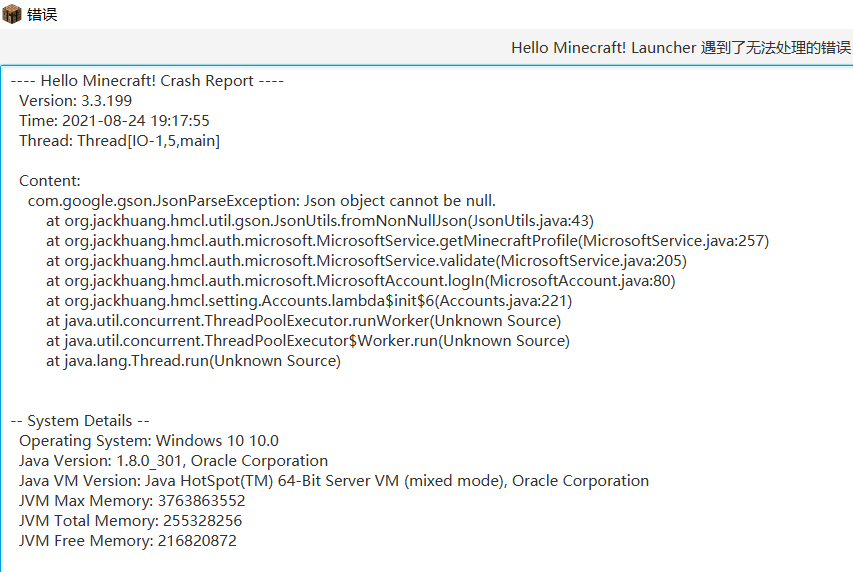 错误
Hello Minecraft! Launcher 遇到了无法处理的错误
---- Hello Minecraft! Crash Report ----
Version: 3.3.199
Time: 2021-08-24 19:17:55
Thread: Thread[IO-1,5,main]
Content:
com.google.gson.JsonParseException: Json object cannot be null.
at org.jackhuang.hmcl.util.gson.JsonUtils.fromNonNullJson(JsonUtils.java:43)
at org.jackhuang.hmcl.auth.microsoft.MicrosoftService.getMinecraftProfile(MicrosoftService.java:257)
at org.jackhuang.hmcl.auth.microsoft.MicrosoftService.validate(MicrosoftService.java:205)
at org.jackhuang.hmcl.auth.microsoft.MicrosoftAccount.logIn(MicrosoftAccount.java:80)
at org.jackhuang.hmcl.setting.Accounts.lambda$init$6(Accounts.java:221)
at java.util.concurrent.ThreadPoolExecutor.runWorker(Unknown Source)
at java.util.concurrent.ThreadPoolExecutor$Worker.run(Unknown Source)
at java.lang.Thread.run(Unknown Source)
-- System Details --
Operating System: Windows 10 10.0
Java Version: 1.8.0_301, Oracle Corporation
Java VM Version: Java HotSpot(TM) 64-Bit Server VM (mixed mode), Oracle Corporation
JVM Max Memory: 3763863552
JVM Total Memory: 255328256
JVM Free Memory: 216820872